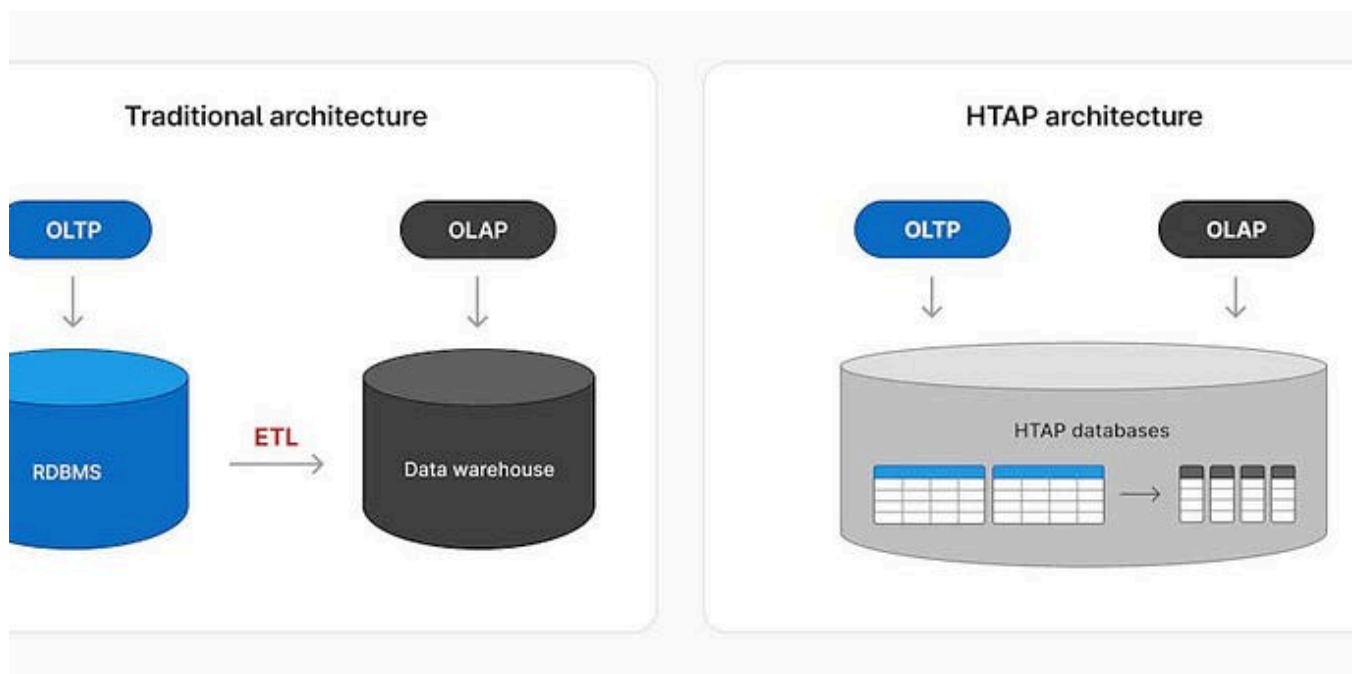 Traditional architecture
OLTP
OLAP
RDBMS
ETL
Data warehouse
HTAP architecture
OLTP
OLAP
HTAP databases